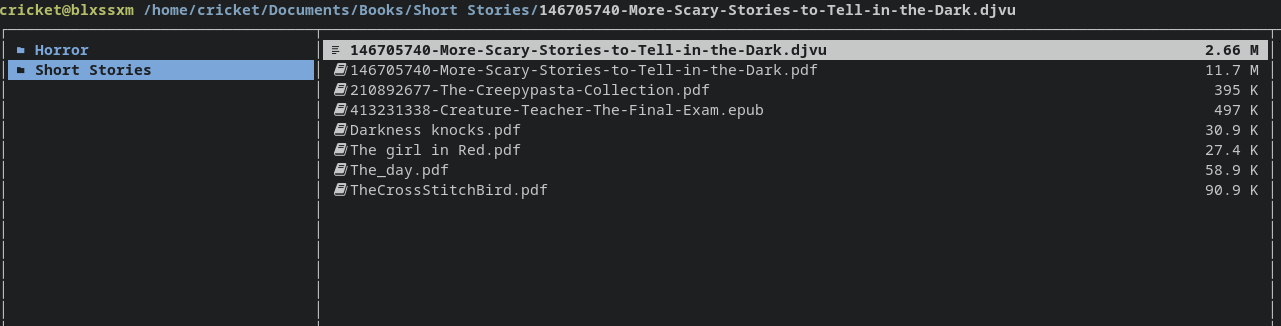 cricket@blxssxm /home/cricket/Documents/Books/Short Stories/146705740-More-Scary-Stories-to-Tell-in-the-Dark.djvu
Horror
Short Stories
146705740-More-Scary-Stories-to-Tell-in-the-Dark.djvu 2.66 M
146705740-More-Scary-Stories-to-Tell-in-the-Dark.pdf 11.7 M
210892677-The-Creepypasta-Collection.pdf 395 K
413231338-Creature-Teacher-The-Final-Exam.epub 497 K
Darkness knocks.pdf 30.9 K
The girl in Red.pdf 27.4 K
The_day.pdf 58.9 K
TheCrossStitchBird.pdf 90.9 K